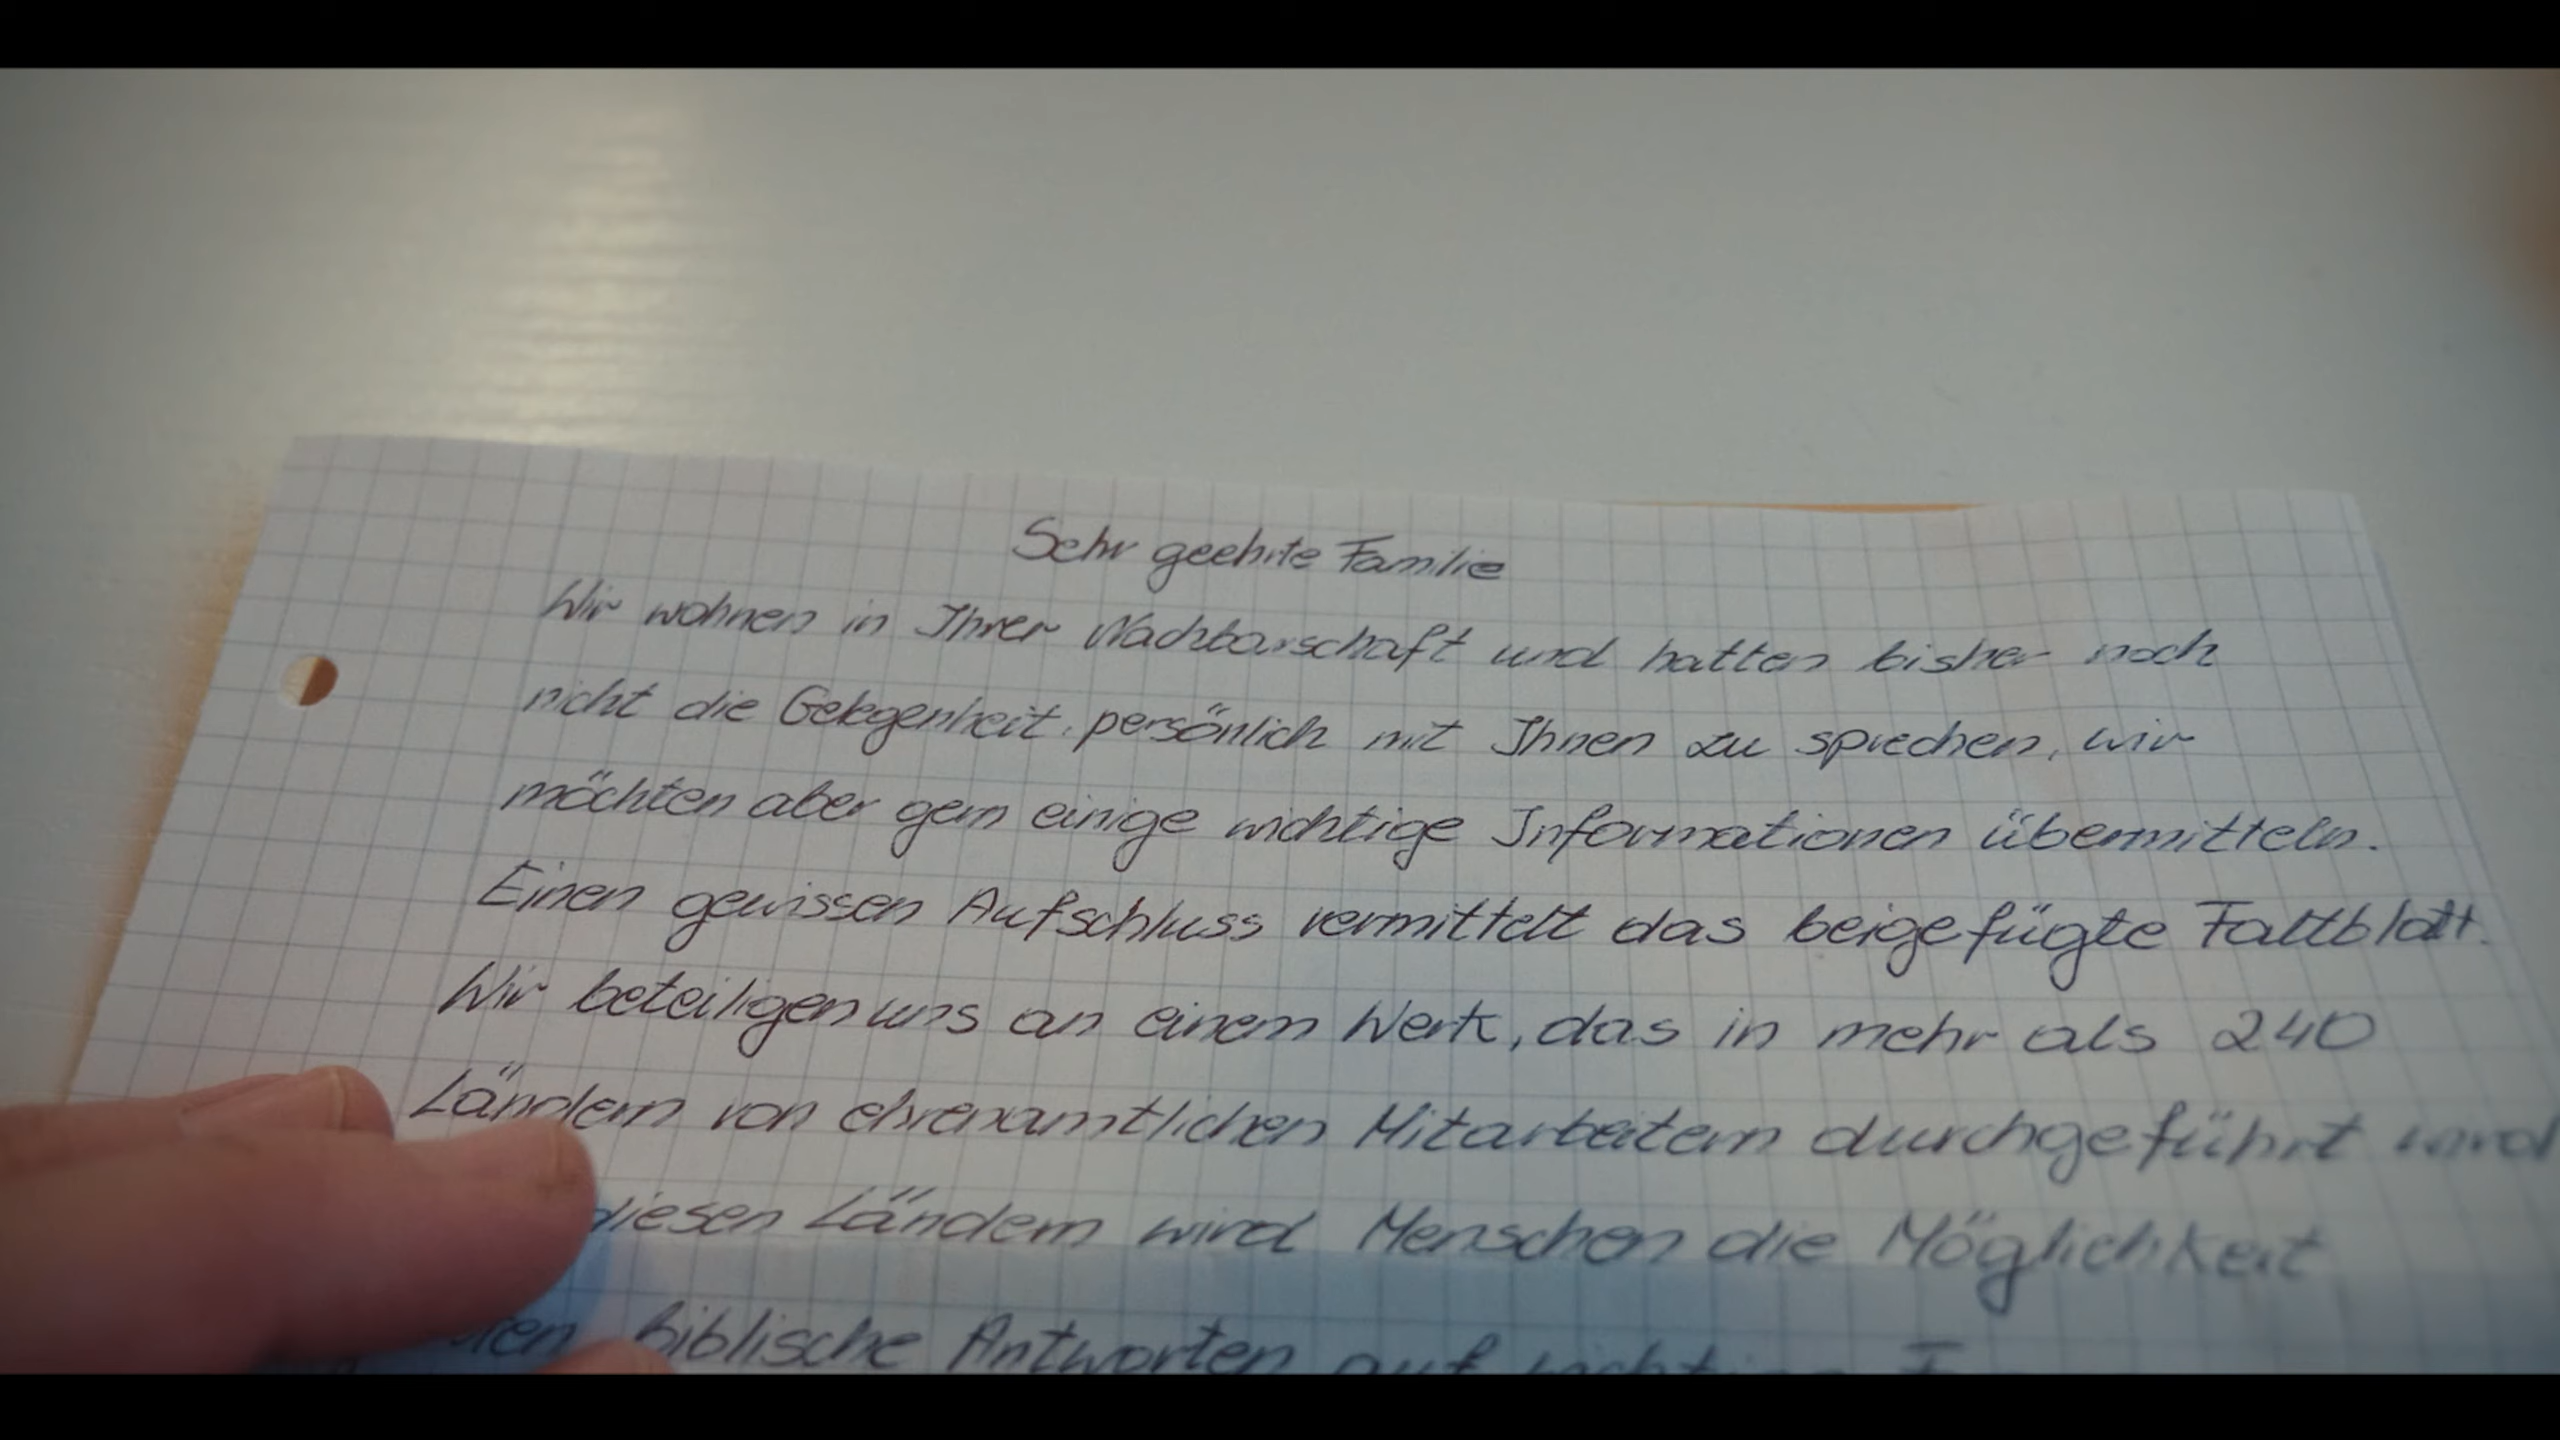 Sehr geehrte Familie
Wir wohnen in Ihrer Nachbarschaft und hatten bisher noch
nicht die Gelegenheit, persönlich mit Ihnen zu sprechen, wir
möchten aber gern einige wichtige Informationen übermitteln.
Einen gewissen Aufschluss vermittelt das beigefügte Faltblatt.
Wir beteiligen uns an einem Werk, das in mehr als 240
Ländern von ehrenamtlichen Mitarbeitern durchgeführt wird
diesen Ländern wird Menschen die Möglichkeit
biblische Antworten auf